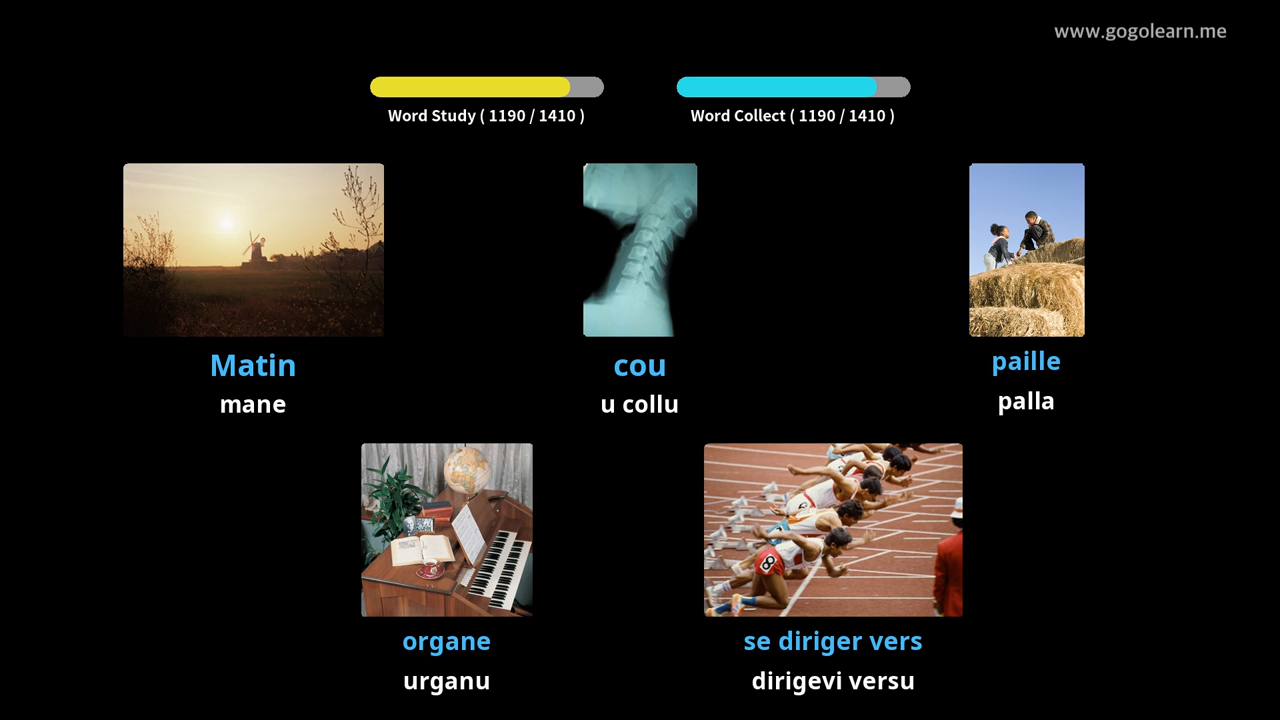 www.gogolearn.me
Word Study ( 1190 / 1410 )
Word Collect ( 1190 / 1410 )
Matin
mane
cou
u collu
paille
palla
organe
urganu
se diriger vers
dirigevi versu